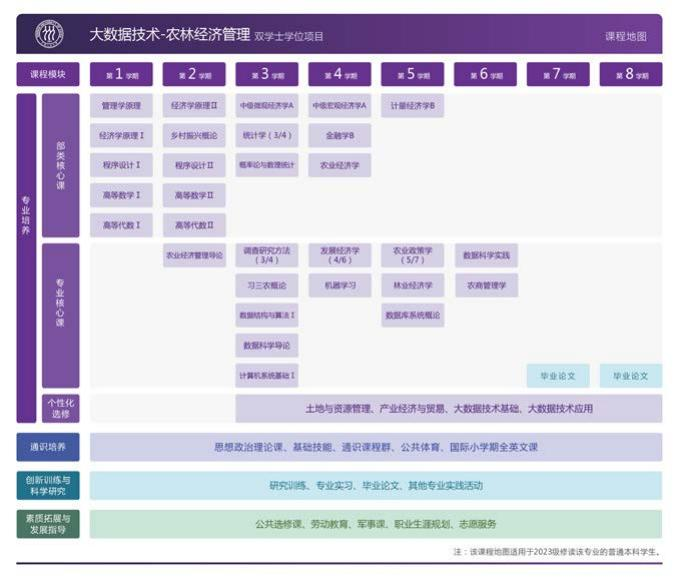 大数据技术-农林经济管理 双学士学位项目
课程地图
课程模块 第1学期 第2学期 第3学期 第4学期 第5学期 第6学期 第7学期 第8学期
专业培养
部类核心课
管理学原理 经济学原理II 中级微观经济学A 中级宏观经济学A 计量经济学B
经济学原理I 乡村振兴概论 统计学（3/4） 金融学B
程序设计I 程序设计II 概率论与数理统计 农业经济学
高等数学I 高等数学II
高等代数I 高等代数II
专业核心课
农业经济管理导论 调查研究方法（3/4） 发展经济学（4/6） 农业政策学（5/7） 数据科学实践
习三农概论 机器学习 林业经济学 农商管理学
数据结构与算法I 数据库系统概论
数据科学导论
计算机系统基础I 毕业论文 毕业论文
个性化选修
土地与资源管理、产业经济与贸易、大数据技术基础、大数据技术应用
通识培养
思想政治理论课、基础技能、通识课程群、公共体育、国际小学期全英文课
创新训练与科学研究
研究训练、专业实习、毕业论文、其他专业实践活动
素质拓展与发展指导
公共选修课、劳动教育、军事课、职业生涯规划、志愿服务
注：该课程地图适用于2023级修读该专业的普通本科学生。